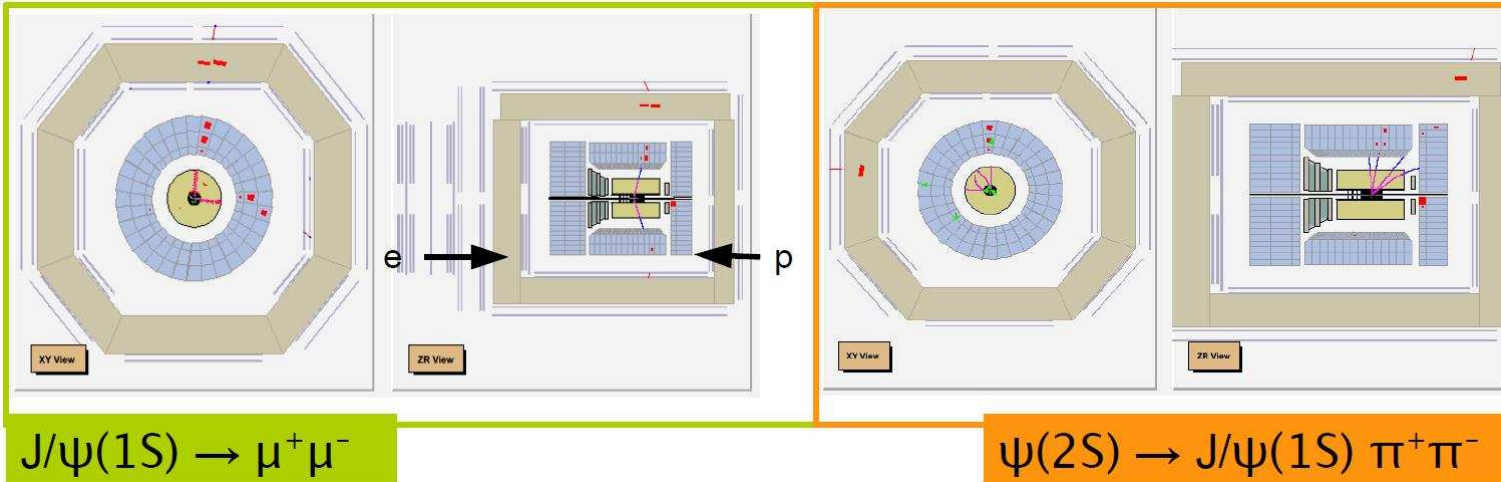 e
p
XY View
ZR View
XY View
ZR View
J/ψ(1S) → μ⁺μ⁻
ψ(2S) → J/ψ(1S) π⁺π⁻